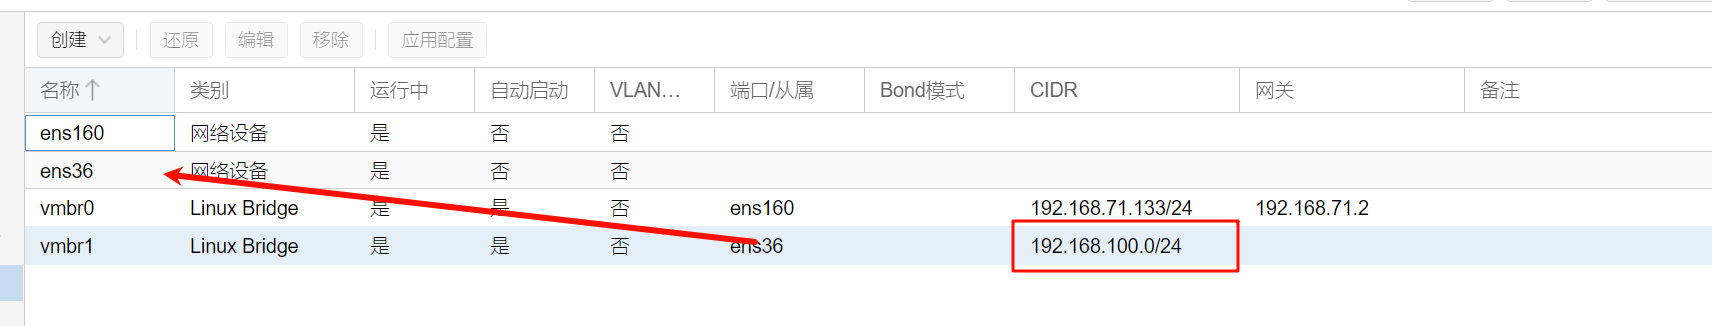 创建 还原 编辑 移除 应用配置
名称↑ 类别 运行中 自动启动 VLAN... 端口/从属 Bond模式 CIDR 网关 备注
ens160 网络设备 是 否 否
ens36 网络设备 是 否 否
vmbr0 Linux Bridge 是 否 否 ens160 192.168.71.133/24 192.168.71.2
vmbr1 Linux Bridge 是 是 否 ens36 192.168.100.0/24